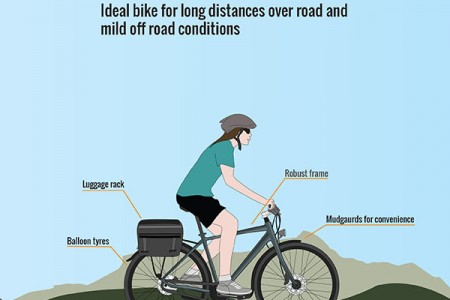 Ideal bike for long distances over road and
mild off road conditions
Robust frame
Luggage rack
Mudgaurds for convenience
Balloon tyres